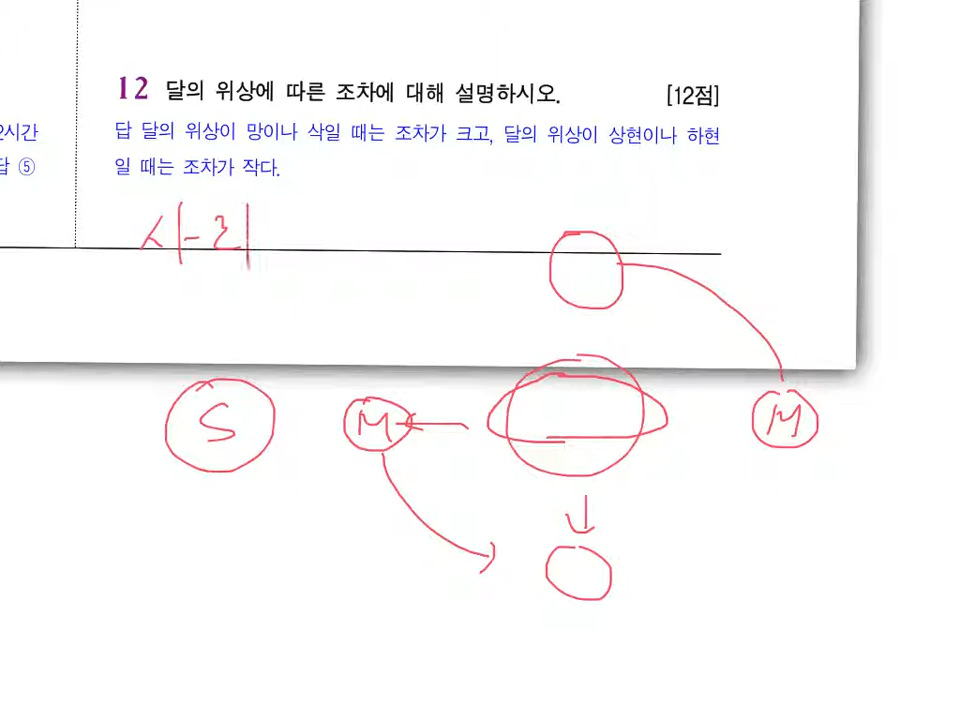 12 달의 위상에 따른 조차에 대해 설명하시오. [12점]
답 달의 위상이 망이나 삭일 때는 조차가 크고, 달의 위상이 상현이나 하현
일 때는 조차가 작다.
시간
답 ⑤
사리
S
M
M